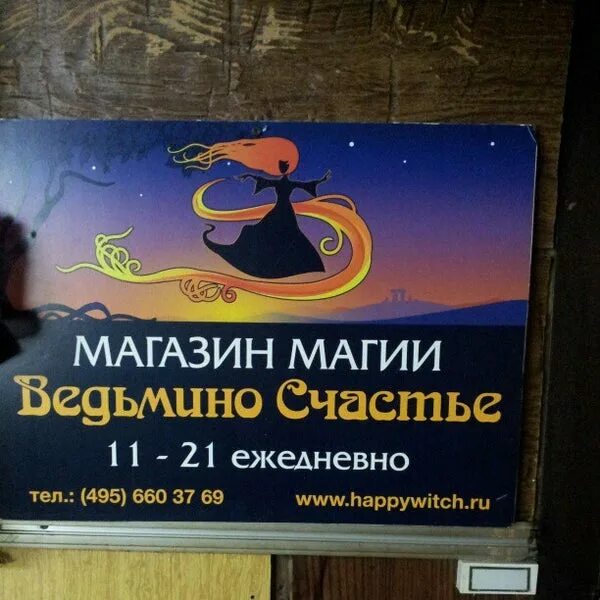 МАГАЗИН МАГИИ
Ведьмино Счастье
11 - 21 ежедневно
тел.: (495) 660 37 69 www.happywitch.ru